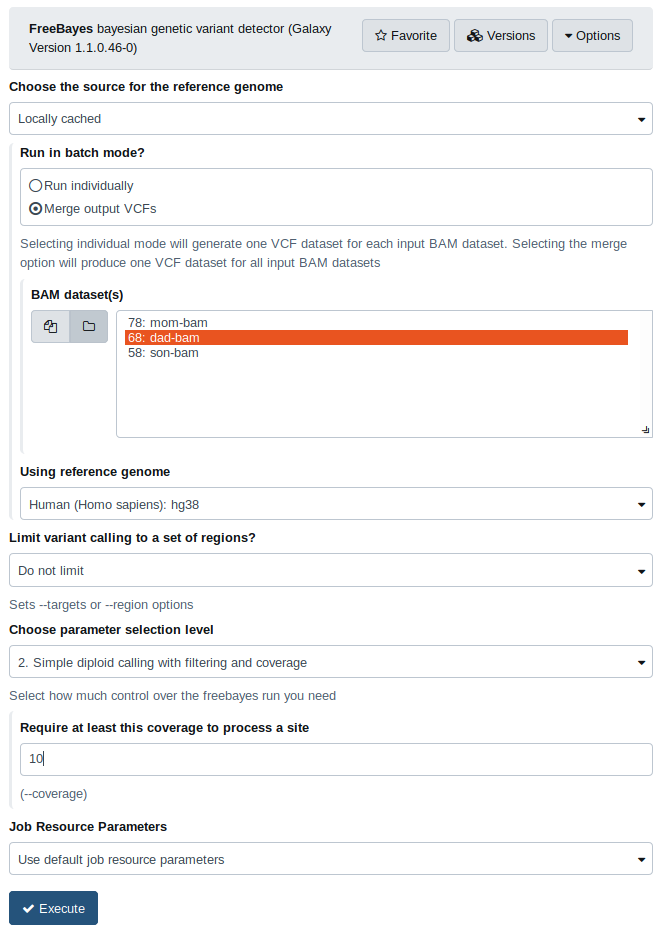 FreeBayes bayesian genetic variant detector (Galaxy
Version 1.1.0.46-0)
Favorite
Versions
Options
Choose the source for the reference genome
Locally cached
Run in batch mode?
Run individually
Merge output VCFs
Selecting individual mode will generate one VCF dataset for each input BAM dataset. Selecting the merge
option will produce one VCF dataset for all input BAM datasets
BAM dataset(s)
78: mom-bam
68: dad-bam
58: son-bam
Using reference genome
Human (Homo sapiens): hg38
Limit variant calling to a set of regions?
Do not limit
Sets --targets or --region options
Choose parameter selection level
2. Simple diploid calling with filtering and coverage
Select how much control over the freebayes run you need
Require at least this coverage to process a site
10
(--coverage)
Job Resource Parameters
Use default job resource parameters
Execute